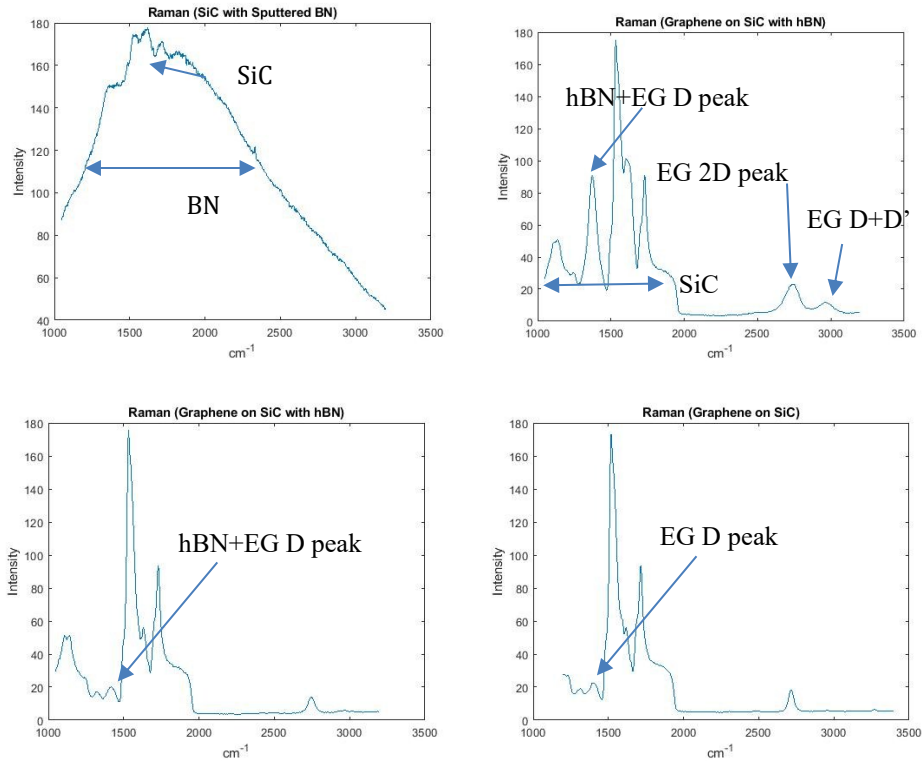 Raman (SiC with Sputtered BN)
180
160
140
120
100
80
60
40
Intensity
SiC
BN
1000 1500 2000 2500 3000 3500
cm-1
Raman (Graphene on SiC with hBN)
180
160
140
120
100
80
60
40
20
0
Intensity
hBN+EG D peak
EG 2D peak
EG D+D’
SiC
1000 1500 2000 2500 3000 3500
cm-1
Raman (Graphene on SiC with hBN)
180
160
140
120
100
80
60
40
20
0
Intensity
hBN+EG D peak
1000 1500 2000 2500 3000 3500
cm-1
Raman (Graphene on SiC)
180
160
140
120
100
80
60
40
20
0
Intensity
EG D peak
1000 1500 2000 2500 3000 3500
cm-1